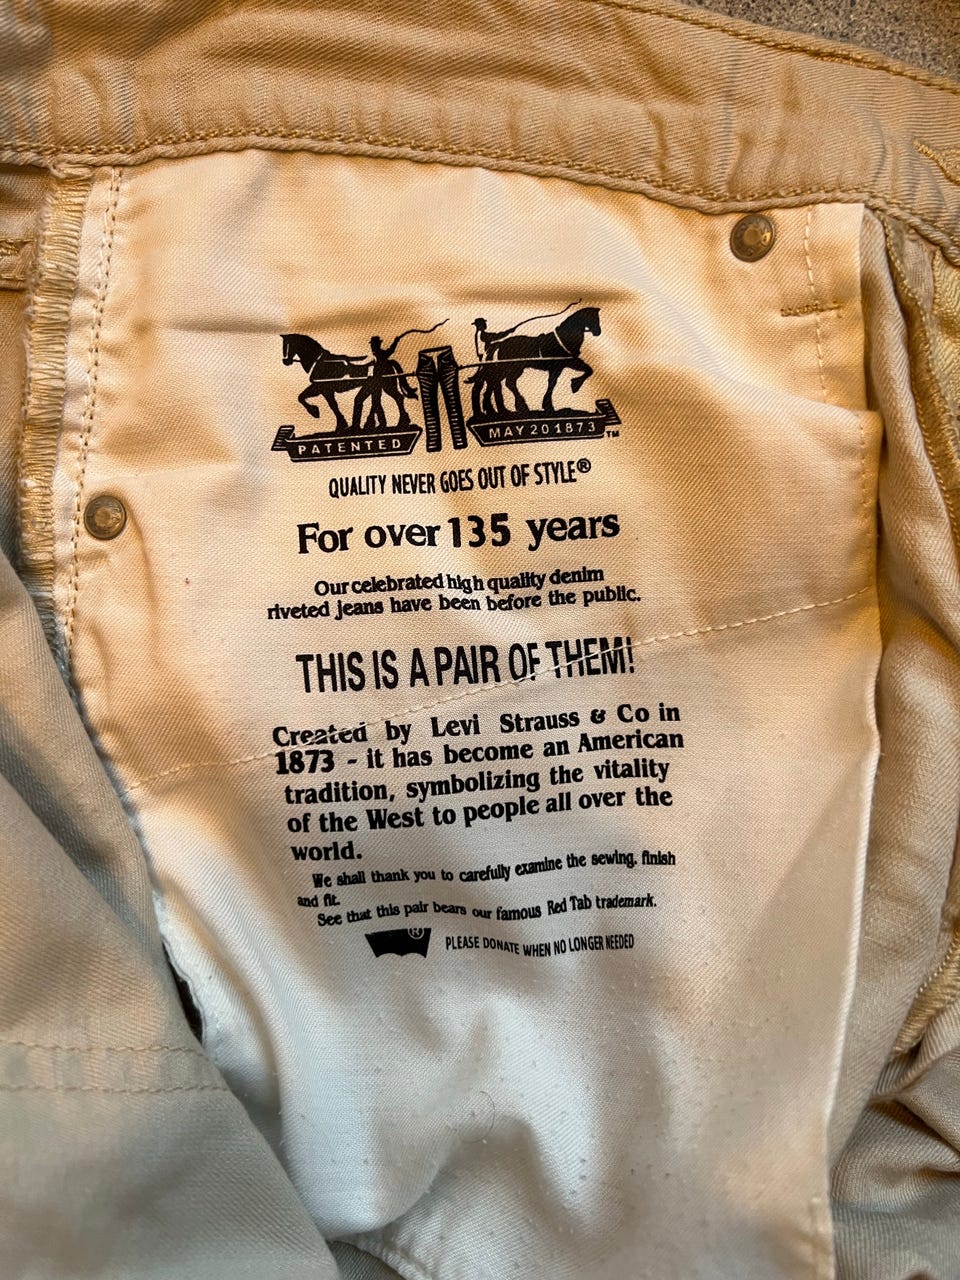 PATENTED MAY 20 1873 ™
QUALITY NEVER GOES OUT OF STYLE®
For over 135 years
Our celebrated high quality denim
riveted jeans have been before the public.
THIS IS A PAIR OF THEM!
Created by Levi Strauss & Co in
1873 - it has become an American
tradition, symbolizing the vitality
of the West to people all over the
world.
We shall thank you to carefully examine the sewing, finish
and fit.
See that this pair bears our famous Red Tab trademark.
® PLEASE DONATE WHEN NO LONGER NEEDED